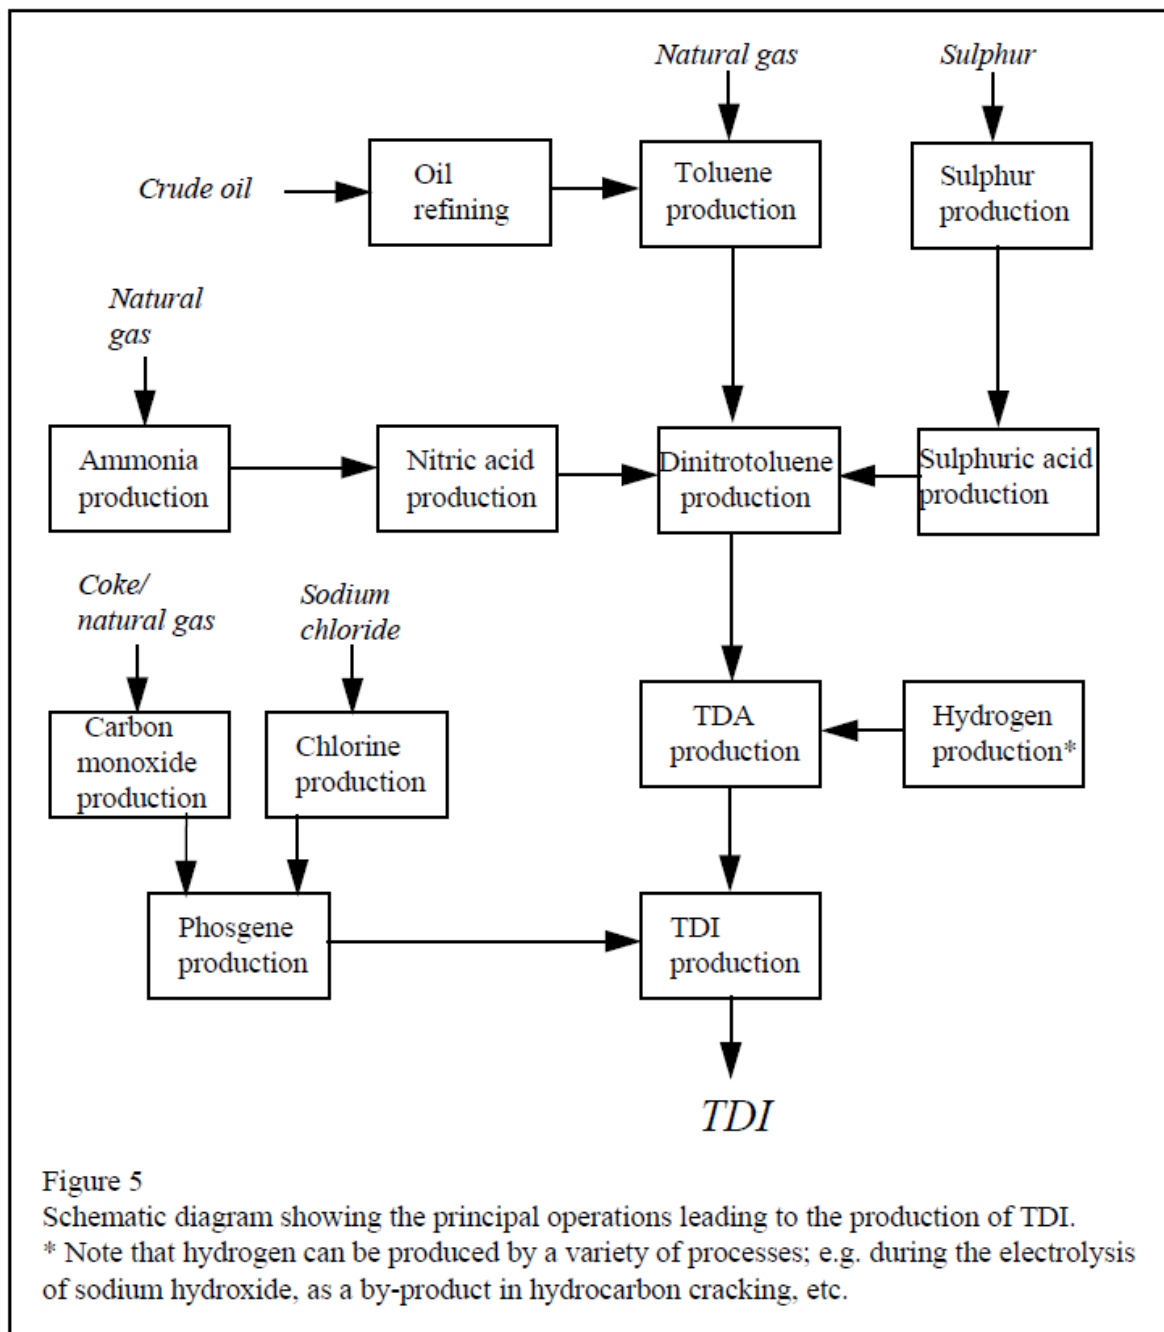 Natural gas
Sulphur
Crude oil
Oil
refining
Toluene
production
Sulphur
production
Natural
gas
Ammonia
production
Nitric acid
production
Dinitrotoluene
production
Sulphuric acid
production
Coke/
natural gas
Sodium
chloride
Carbon
monoxide
production
Chlorine
production
TDA
production
Hydrogen
production*
Phosgene
production
TDI
production
TDI
Figure 5
Schematic diagram showing the principal operations leading to the production of TDI.
* Note that hydrogen can be produced by a variety of processes; e.g. during the electrolysis
of sodium hydroxide, as a by-product in hydrocarbon cracking, etc.